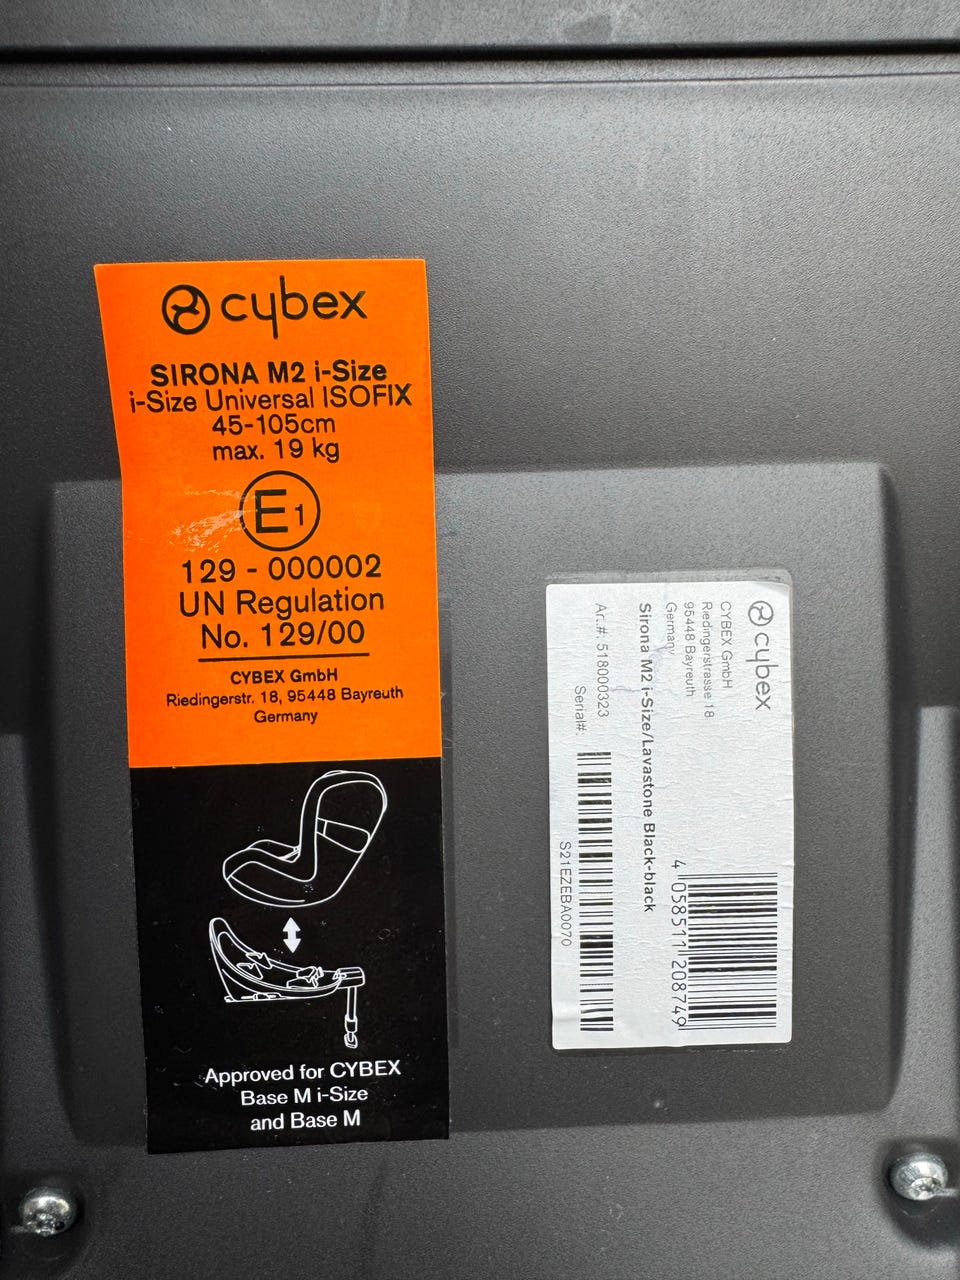 cybex
SIRONA M2 i-Size
i-Size Universal ISOFIX
45-105cm
max. 19 kg
E1
129 - 000002
UN Regulation
No. 129/00
CYBEX GmbH
Riedingerstr. 18, 95448 Bayreuth
Germany
Approved for CYBEX
Base M i-Size
and Base M
cybex
CYBEX GmbH
Riedingerstrasse 18
95448 Bayreuth
Germany
Sirona M2 i-Size/Lavastone Black-black
4 058511 208749
Art.#: 518000323
Serial#:
S21EZEBA0070